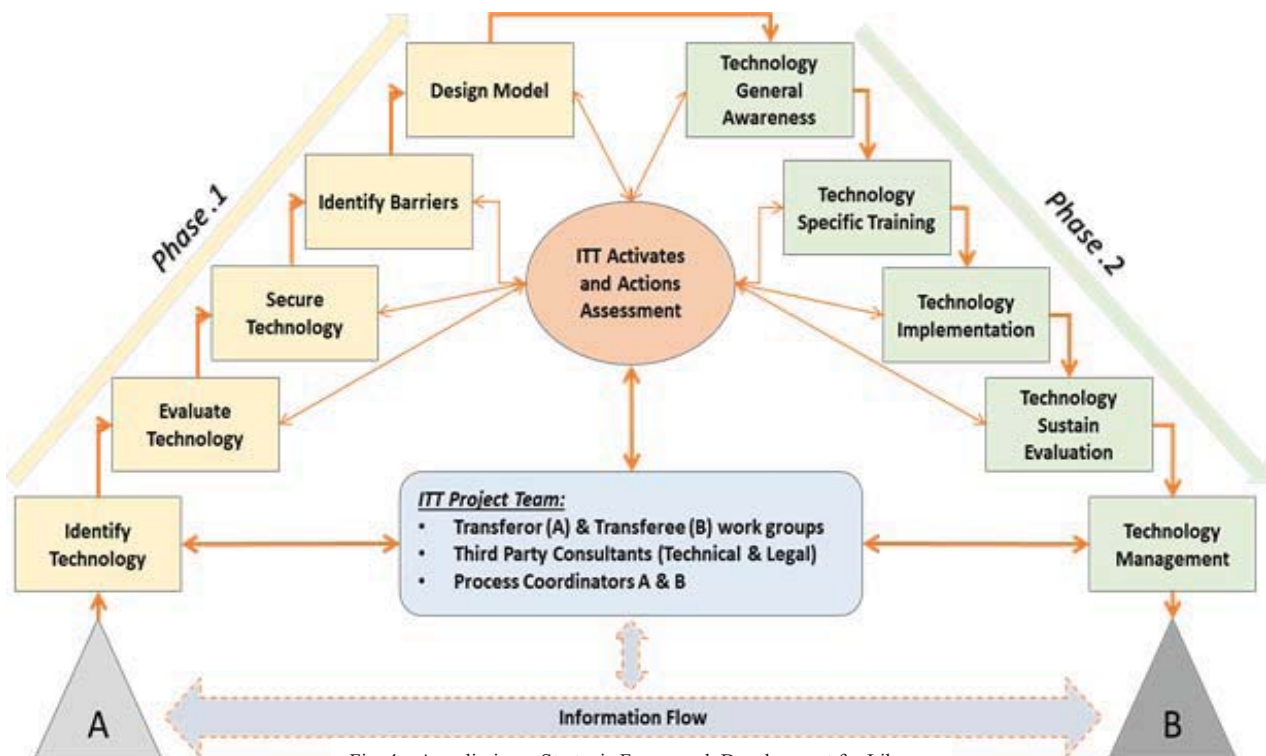 Phase .1
Design Model
Identify Barriers
Secure
Technology
Evaluate
Technology
Identify
Technology
A
ITT Activates
and Actions
Assessment
ITT Project Team:
• Transferor (A) & Transferee (B) work groups
• Third Party Consultants (Technical & Legal)
• Process Coordinators A & B
Information Flow
Phase .2
Technology
General
Awareness
Technology
Specific Training
Technology
Implementation
Technology
Sustain
Evaluation
Technology
Management
B